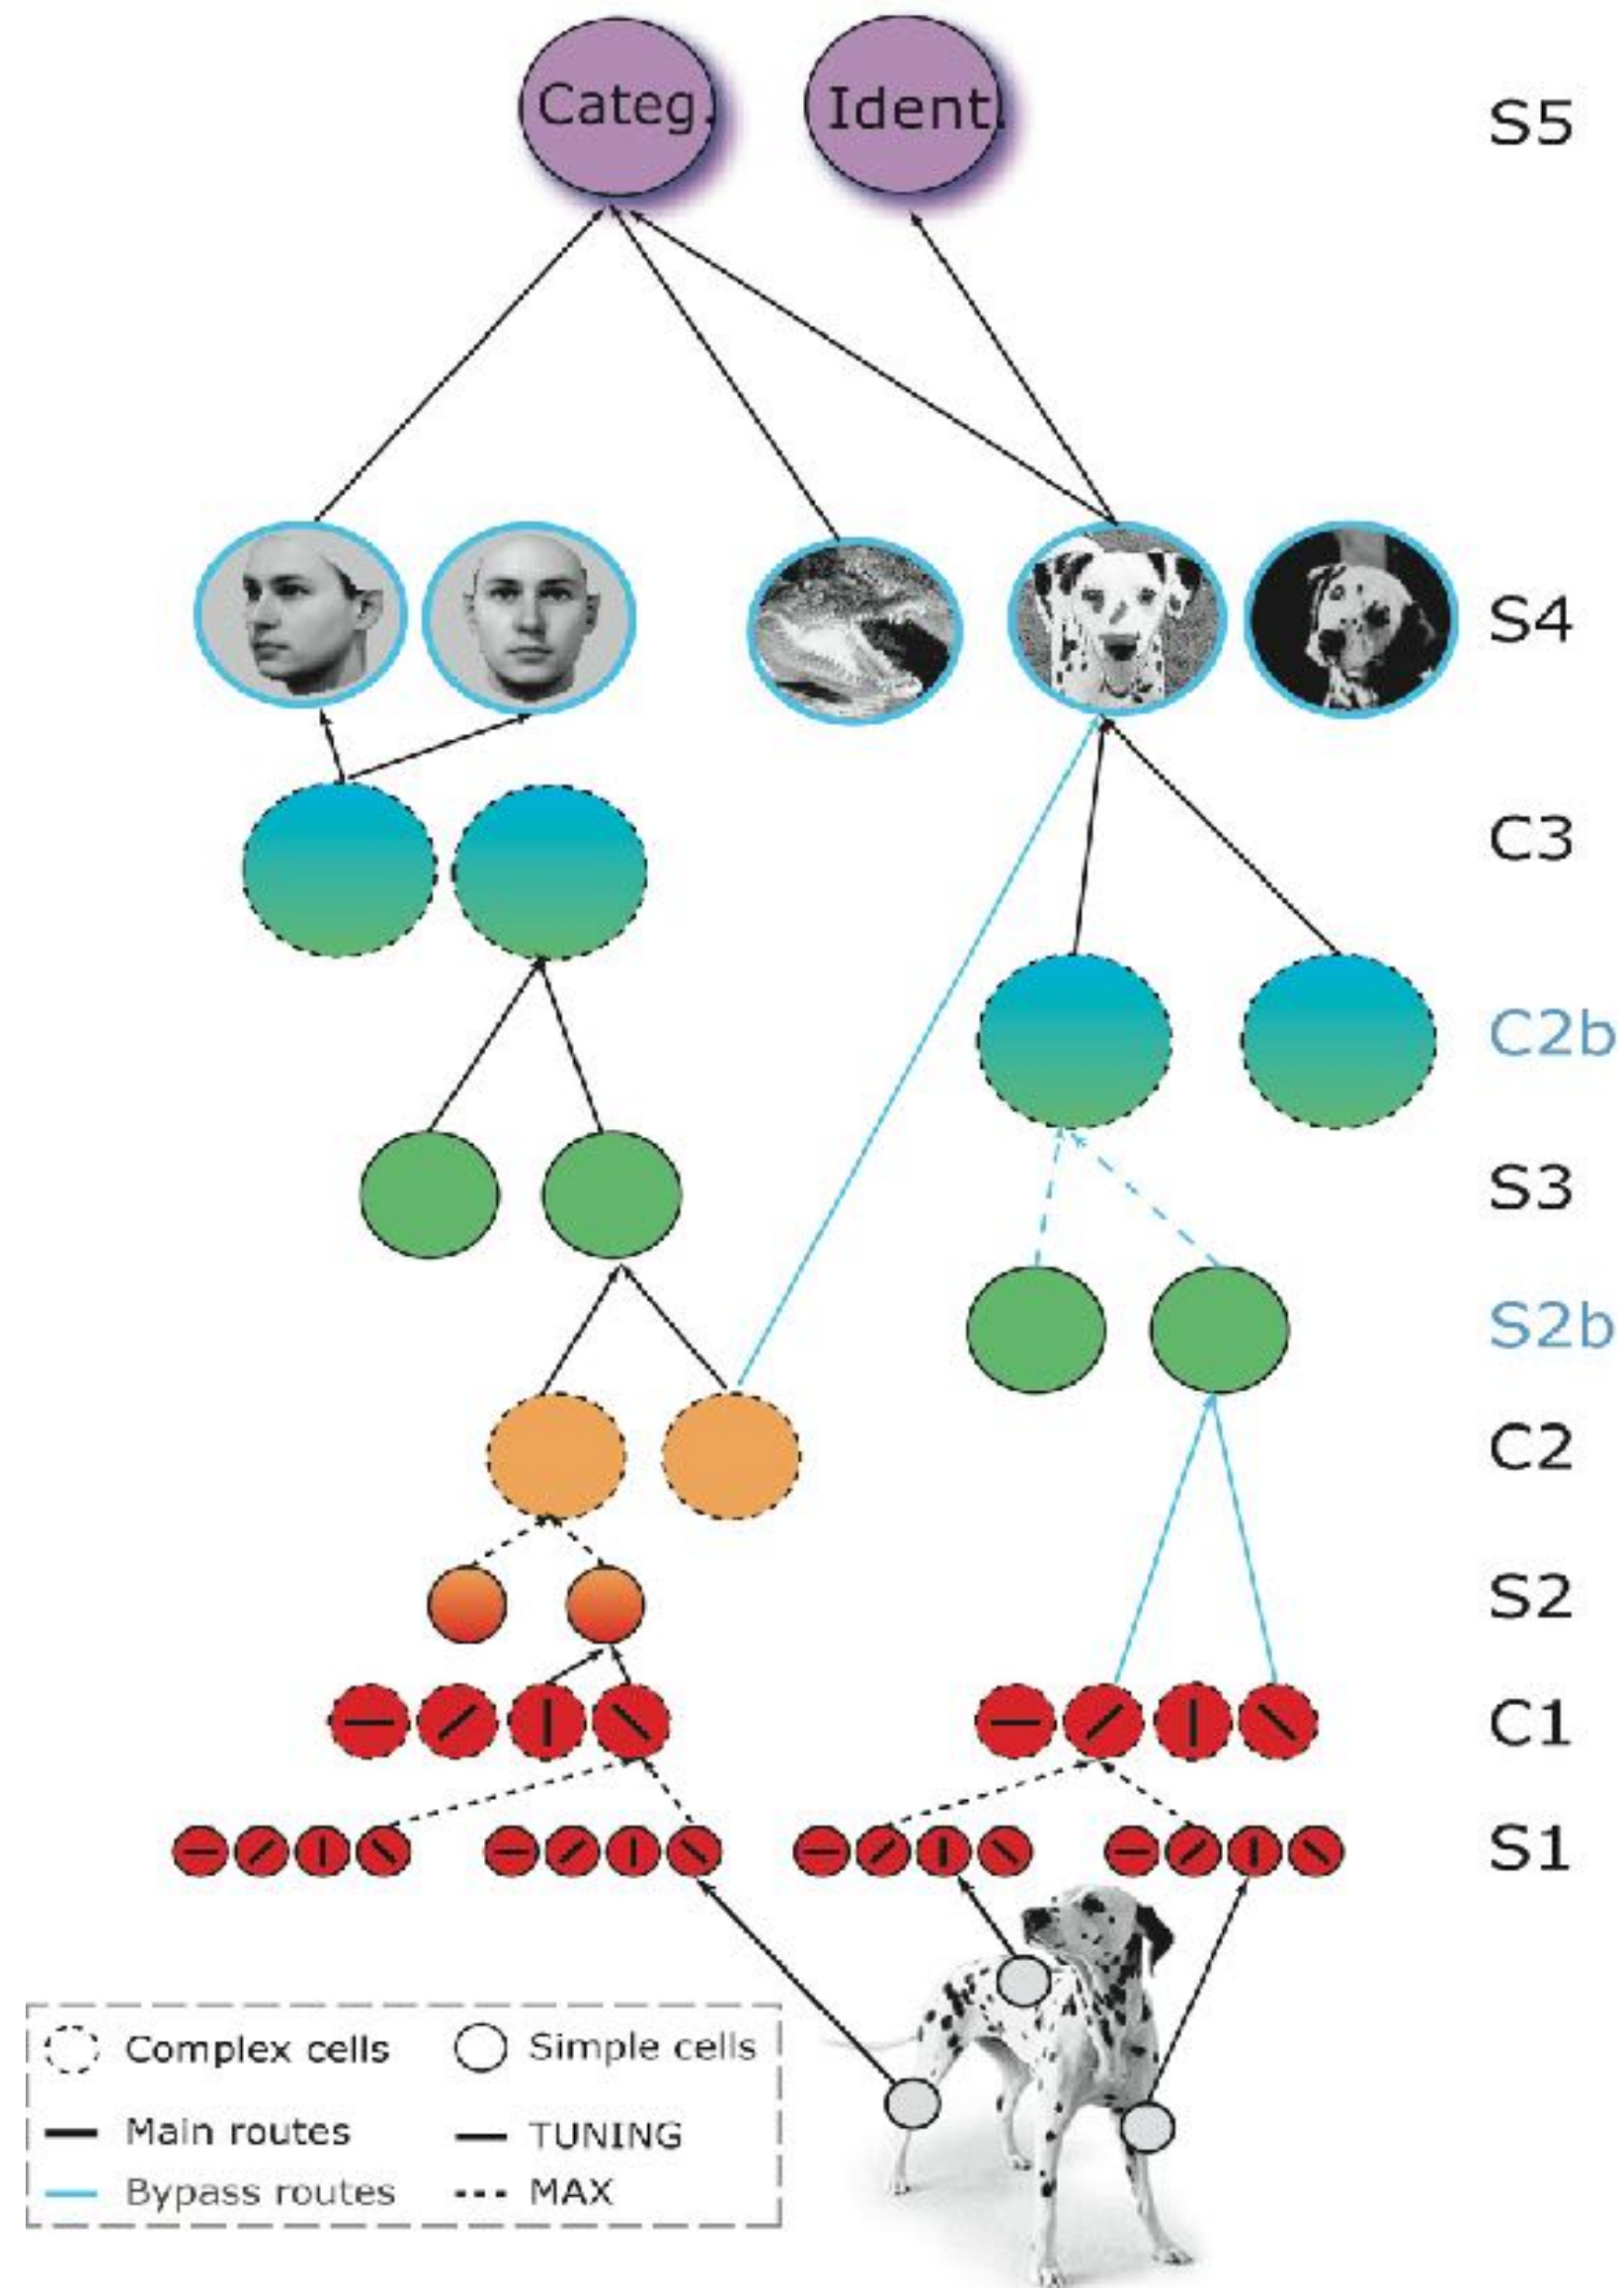 Categ.
Ident.
S5
S4
C3
C2b
S3
S2b
C2
S2
C1
S1
Complex cells
Simple cells
Main routes
TUNING
Bypass routes
MAX